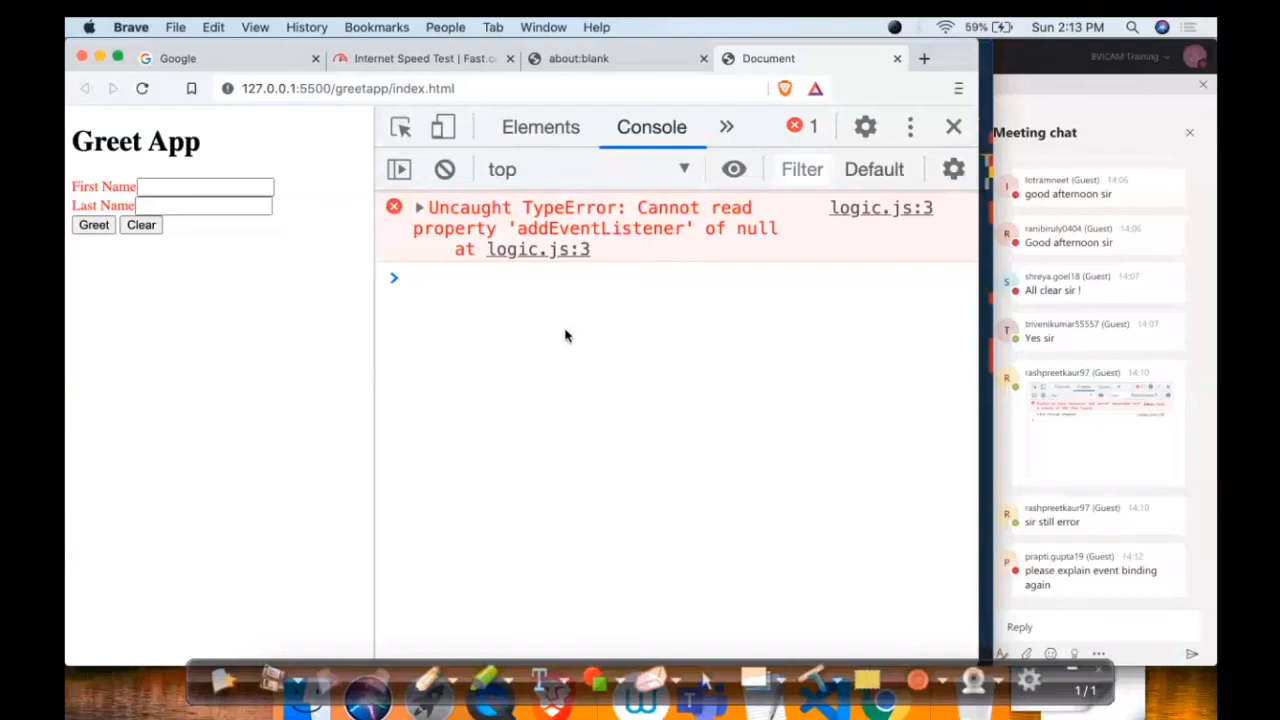 Brave File Edit View History Bookmarks People Tab Window Help 59% Sun 2:13 PM
Google Internet Speed Test | Fast.c about:blank Document
127.0.0.1:5500/greetapp/index.html
Greet App
First Name
Last Name
Greet Clear
Elements Console 1
top Filter Default
Uncaught TypeError: Cannot read logic.js:3
property 'addEventListener' of null
at logic.js:3
BVICAM Training
Meeting chat
lotramneet (Guest) 14:06
good afternoon sir
ranibiruly0404 (Guest) 14:06
Good afternoon sir
shreya.goel18 (Guest) 14:07
All clear sir !
trivenikumar55557 (Guest) 14:07
Yes sir
rashpreetkaur97 (Guest) 14:10
rashpreetkaur97 (Guest) 14:10
sir still error
prapti.gupta19 (Guest) 14:12
please explain event binding
again
Reply
1/1